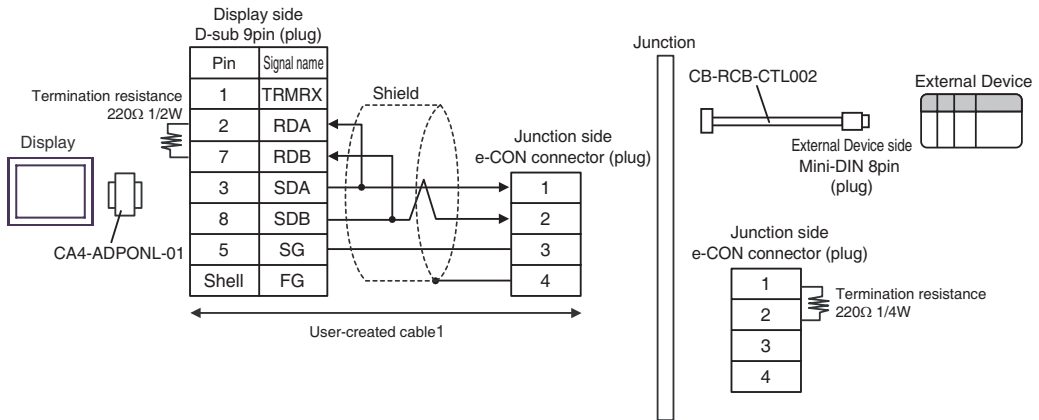 Display side
D-sub 9pin (plug)
Pin Signal name
1 TRMRX
2 RDA
7 RDB
3 SDA
8 SDB
5 SG
Shell FG
Termination resistance
220Ω 1/2W
Display
CA4-ADPONL-01
Shield
Junction side
e-CON connector (plug)
1
2
3
4
User-created cable1
Junction
CB-RCB-CTL002
External Device
External Device side
Mini-DIN 8pin
(plug)
Junction side
e-CON connector (plug)
1
2
3
4
Termination resistance
220Ω 1/4W